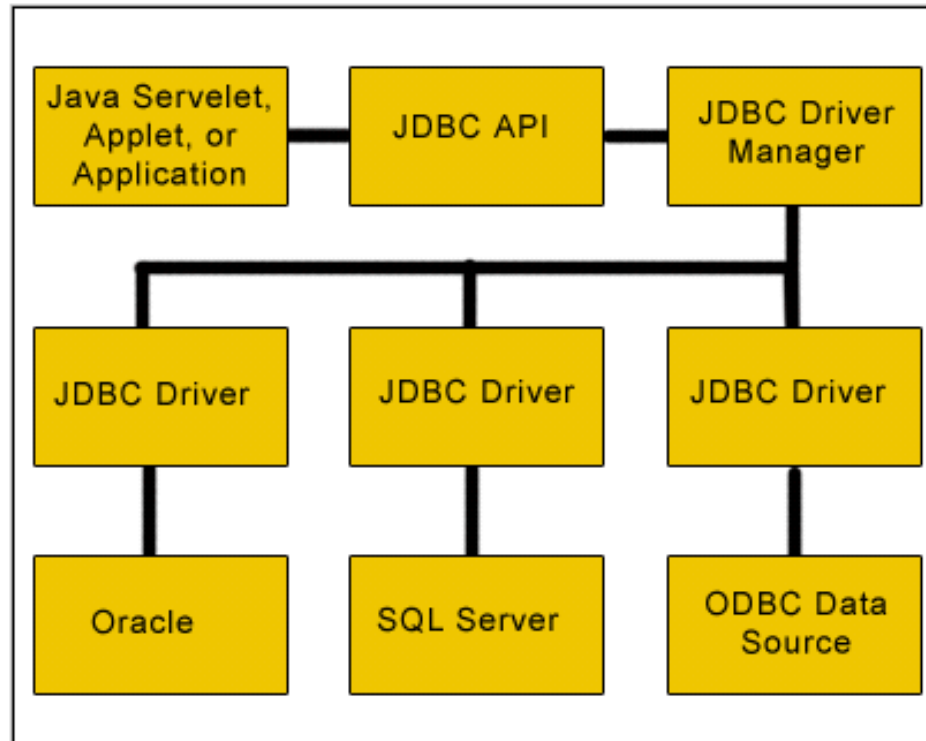 Java Servelet,
Applet, or
Application
JDBC API
JDBC Driver
Manager
JDBC Driver
JDBC Driver
JDBC Driver
Oracle
SQL Server
ODBC Data
Source